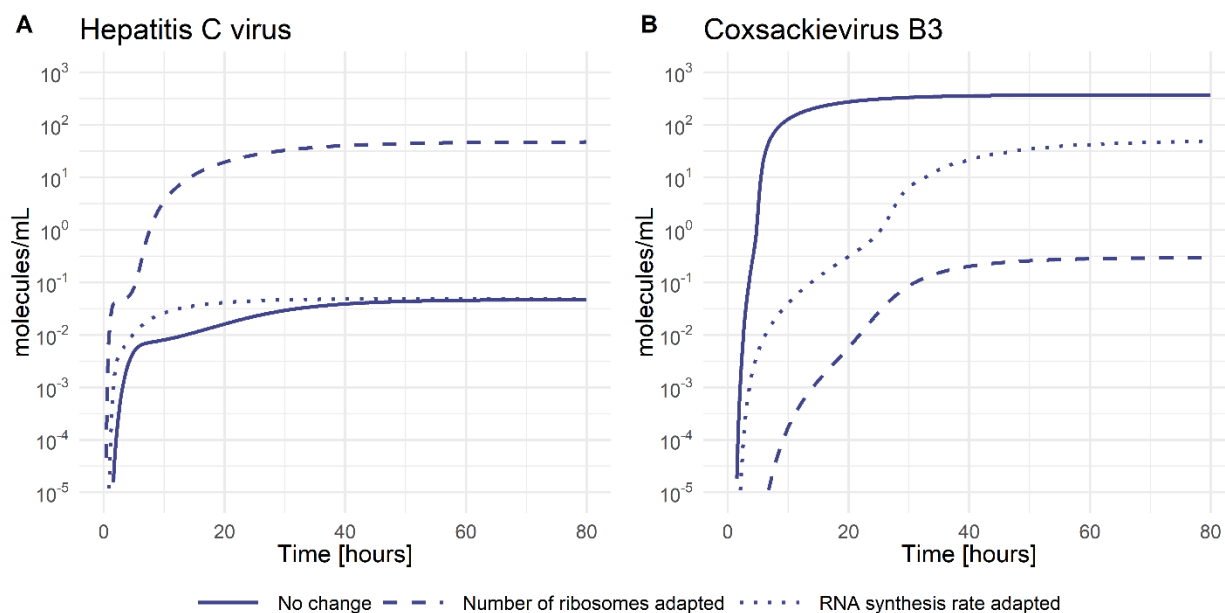 A Hepatitis C virus
10³
10²
10¹
10⁰
10⁻¹
10⁻²
10⁻³
10⁻⁴
10⁻⁵
molecules/mL
0 20 40 60 80
Time [hours]
B Coxsackievirus B3
10³
10²
10¹
10⁰
10⁻¹
10⁻²
10⁻³
10⁻⁴
10⁻⁵
molecules/mL
0 20 40 60 80
Time [hours]
No change Number of ribosomes adapted RNA synthesis rate adapted